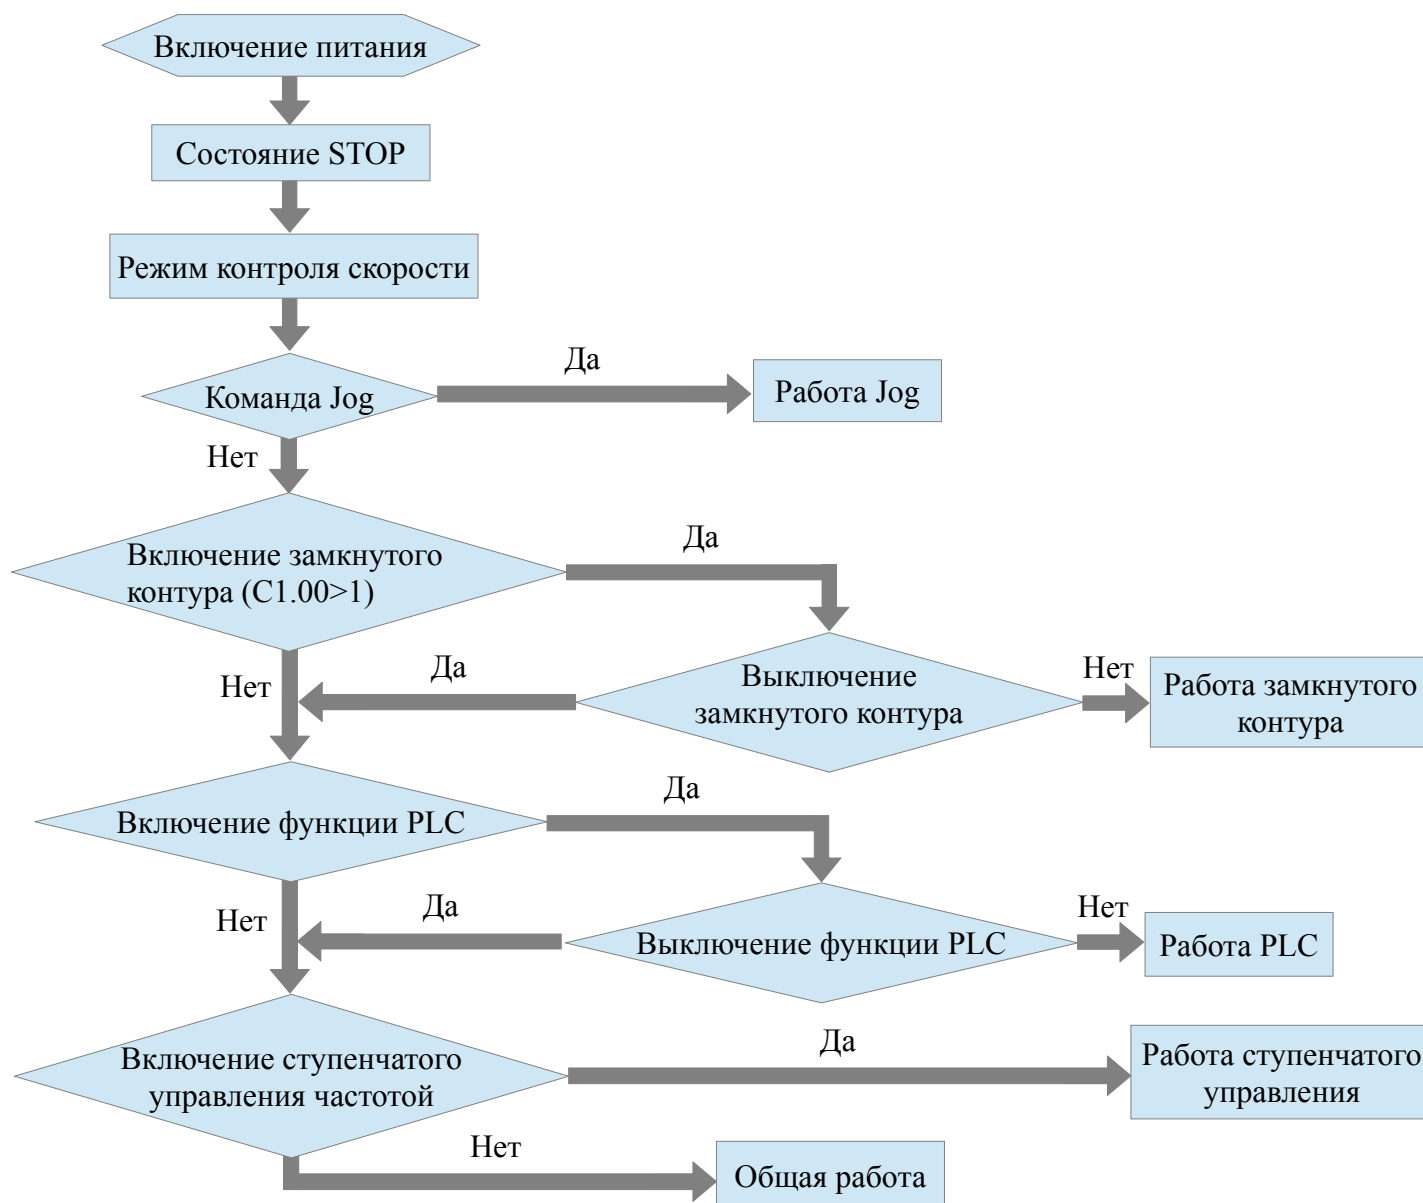 Включение питания
Состояние STOP
Режим контроля скорости
Да
Команда Jog
Работа Jog
Нет
Включение замкнутого
контура (C1.00>1)
Да
Нет
Да
Выключение
замкнутого контура
Нет
Работа замкнутого
контура
Включение функции PLC
Да
Нет
Да
Выключение функции PLC
Нет
Работа PLC
Включение ступенчатого
управления частотой
Да
Работа ступенчатого
управления
Нет
Общая работа